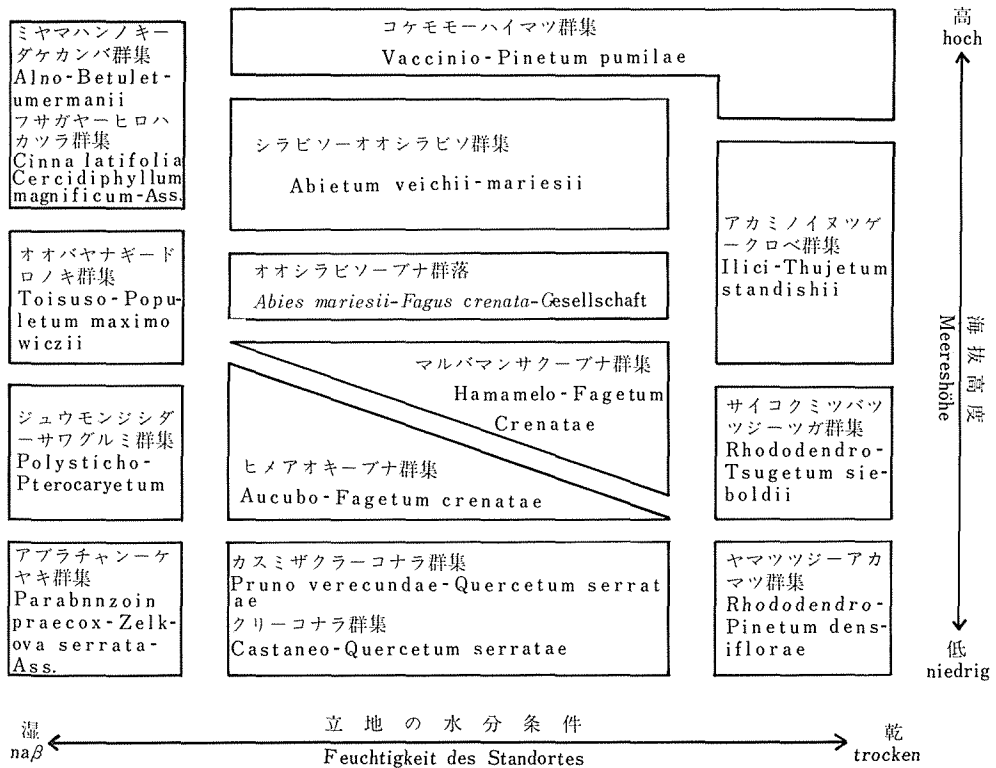 ミヤマハンノキー
ダケカンバ群集
Alno-Betulet-
umermanii
フサガヤーヒロハ
カツラ群集
Cinna latifolia
Cercidiphyllum
magnificum-Ass.
コケモモーハイマツ群集
Vaccinio-Pinetum pumilae
高
hoch
シラビソーオオシラビソ群集
Abietum veichii-mariesii
アカミノイヌツゲ
ークロベ群集
Ilici-Thujetum
standishii
オオバヤナギード
ロノキ群集
Toisuso-Popu-
letum maximo
wiczii
オオシラビソーブナ群落
Abies mariesii-Fagus crenata-Gesellschaft
海抜高度
Meereshöhe
マルバマンサクーブナ群集
Hamamelo-Fagetum
Crenatae
ヒメアオキーブナ群集
Aucubo-Fagetum crenatae
ジュウモンジシダ
ーサワグルミ群集
Polysticho-
Pterocaryetum
サイコクミツバツ
ツジーツガ群集
Rhododendro-
Tsugetum sie-
boldii
アブラチャンーケ
ヤキ群集
Parabnnzoin
praecox-Zelk-
ova serrata-
Ass.
カスミザクラーコナラ群集
Pruno verecundae-Quercetum serrat
ae
クリーコナラ群集
Castaneo-Quercetum serratae
ヤマツツジーアカ
マツ群集
Rhododendro-
Pinetum dens-
iflorae
低
niedrig
湿
naβ
立地の水分条件
Feuchtigkeit des Standortes
乾
trocken